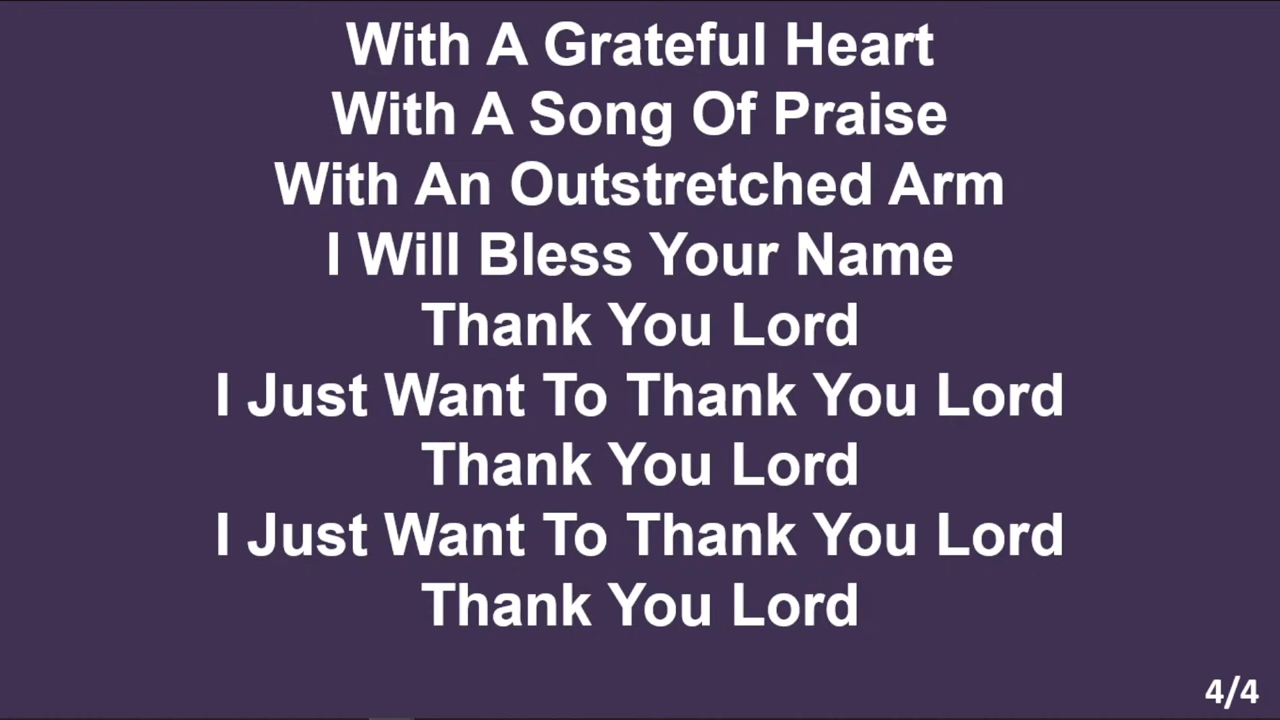 With A Grateful Heart
With A Song Of Praise
With An Outstretched Arm
I Will Bless Your Name
Thank You Lord
I Just Want To Thank You Lord
Thank You Lord
I Just Want To Thank You Lord
Thank You Lord
4/4